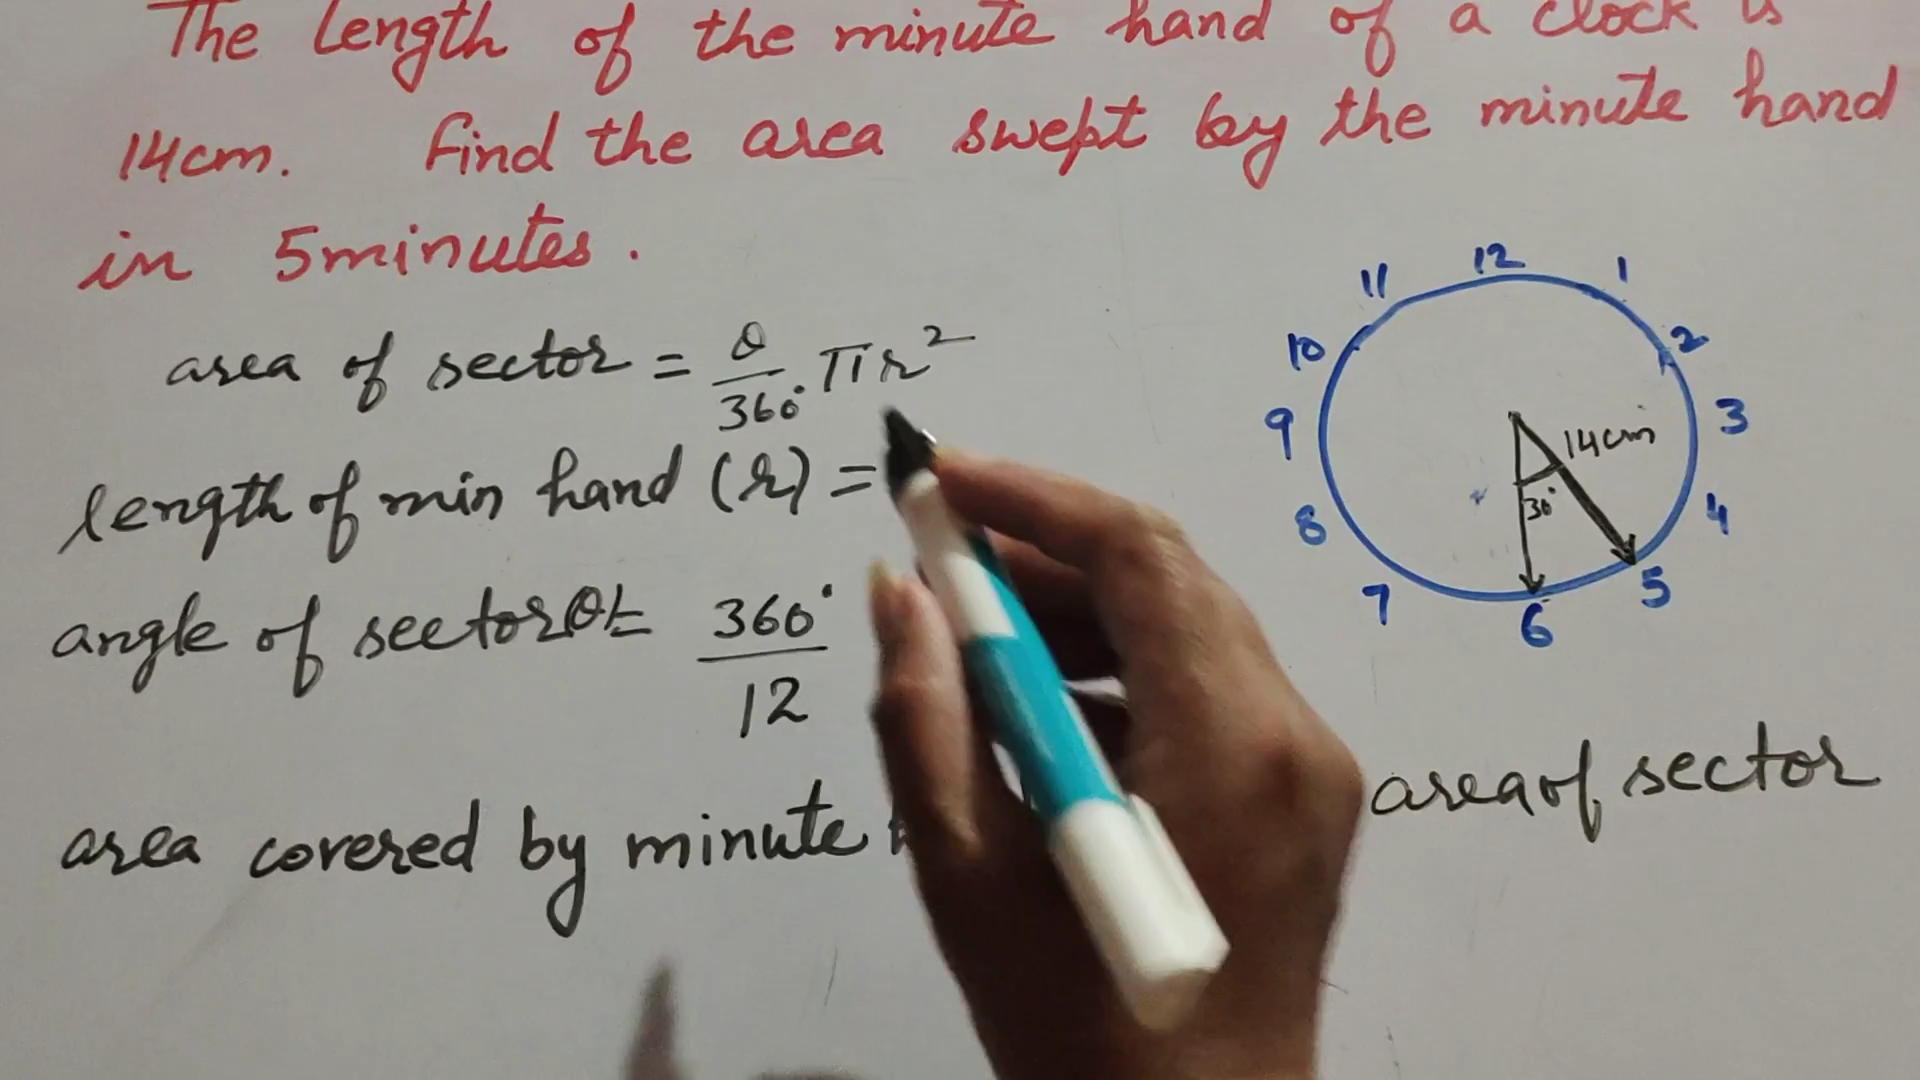 The length of the minute hand of a clock is
14cm. find the area swept by the minute hand
in 5minutes.
area of sector = θ/360° πr²
length of min hand (r) =
angle of sector θ = 360°/12
area covered by minute
area of sector
12
1
2
3
4
5
6
7
8
9
10
11
14cm
30°